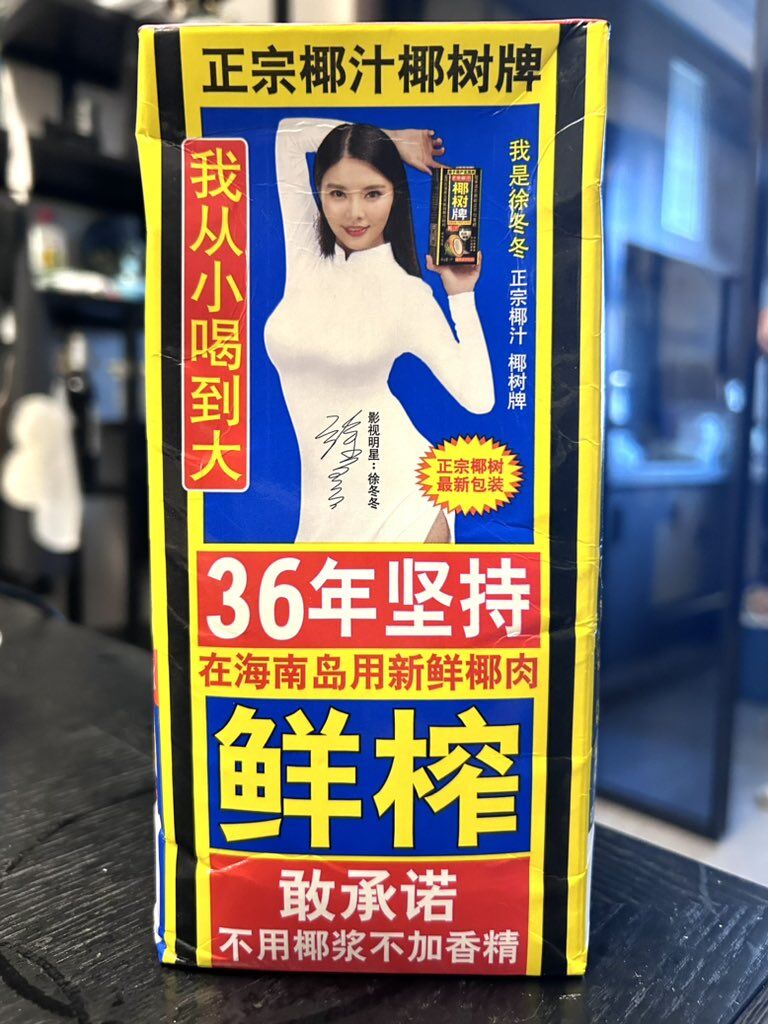 正宗椰汁椰树牌
我从小喝到大
椰树牌
我是徐冬冬 正宗椰汁 椰树牌
影视明星：徐冬冬
正宗椰树
最新包装
36年坚持
在海南岛用新鲜椰肉
鲜榨
敢承诺
不用椰浆不加香精